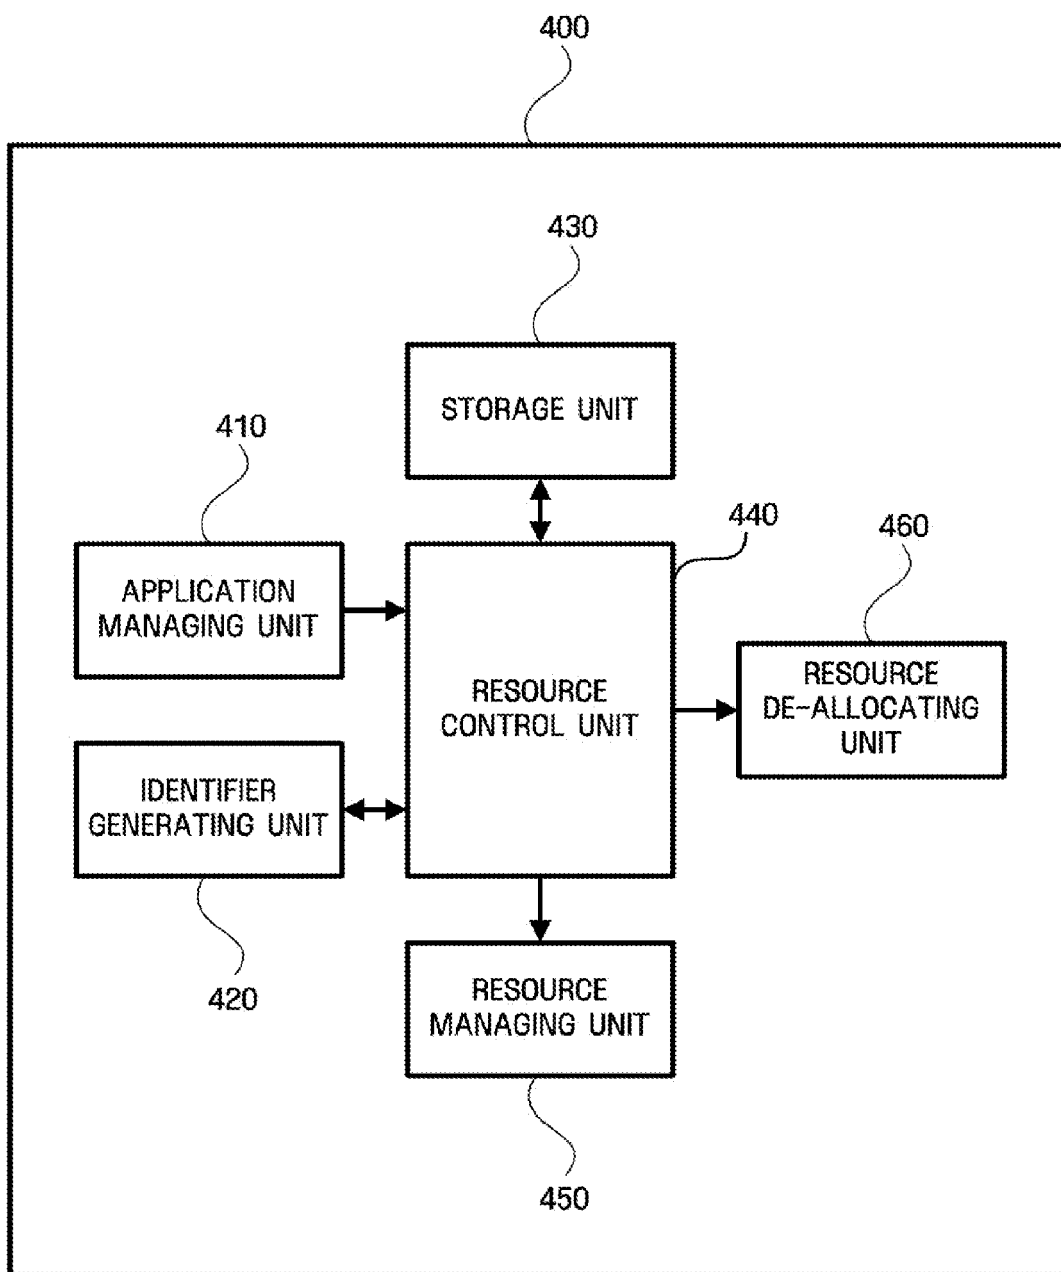 400
430
STORAGE UNIT
410
440
460
APPLICATION
MANAGING UNIT
RESOURCE
CONTROL UNIT
RESOURCE
DE-ALLOCATING
UNIT
IDENTIFIER
GENERATING UNIT
420
RESOURCE
MANAGING UNIT
450